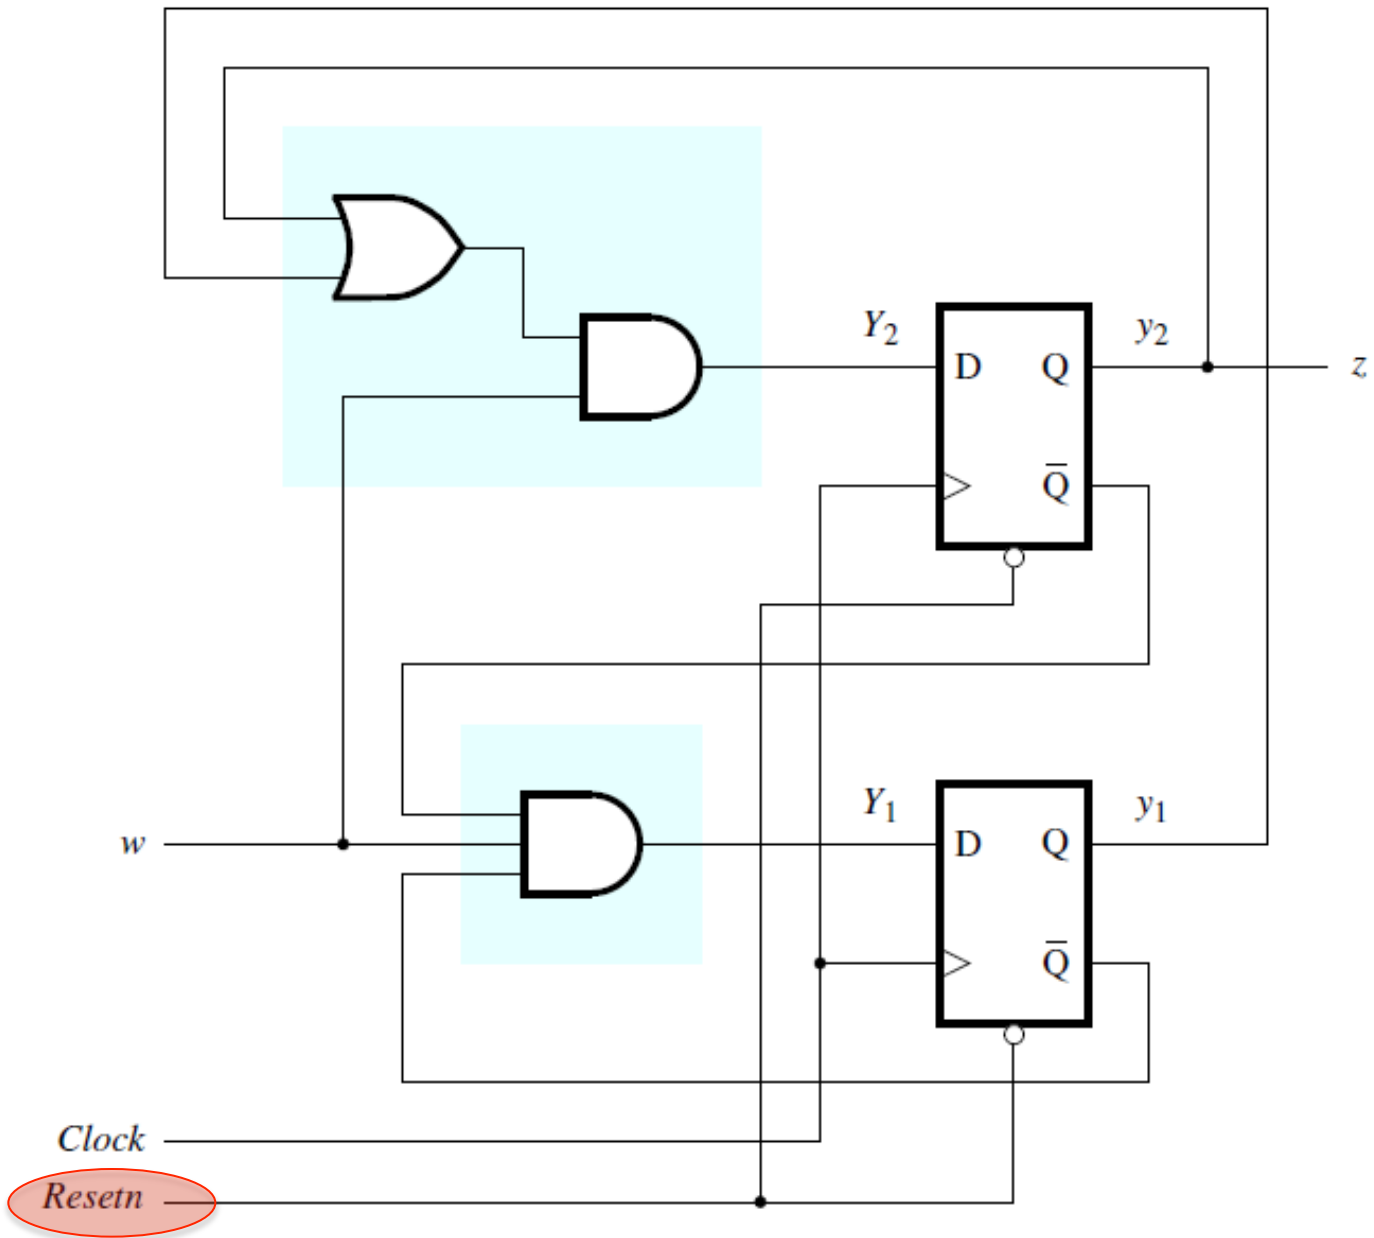 Y₂ y₂
D Q z
Q̅
Y₁ y₁
w D Q
Q̅
Clock
Resetn